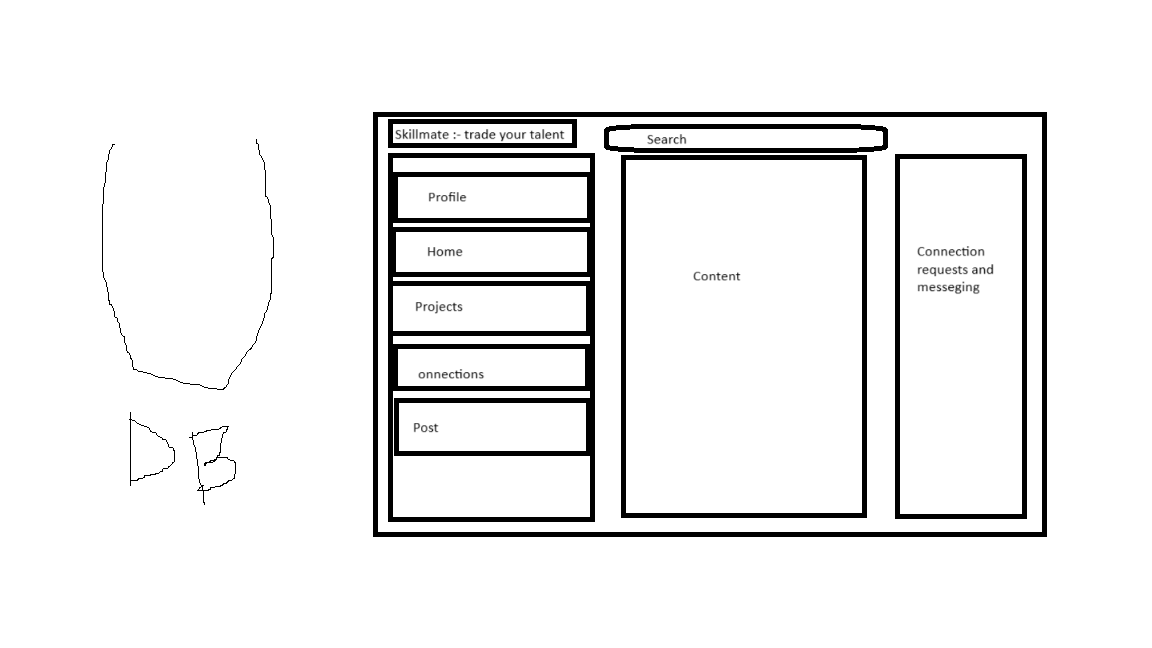 Skillmate :- trade your talent
Search
Profile
Home
Projects
onnections
Post
Content
Connection
requests and
messeging
DB